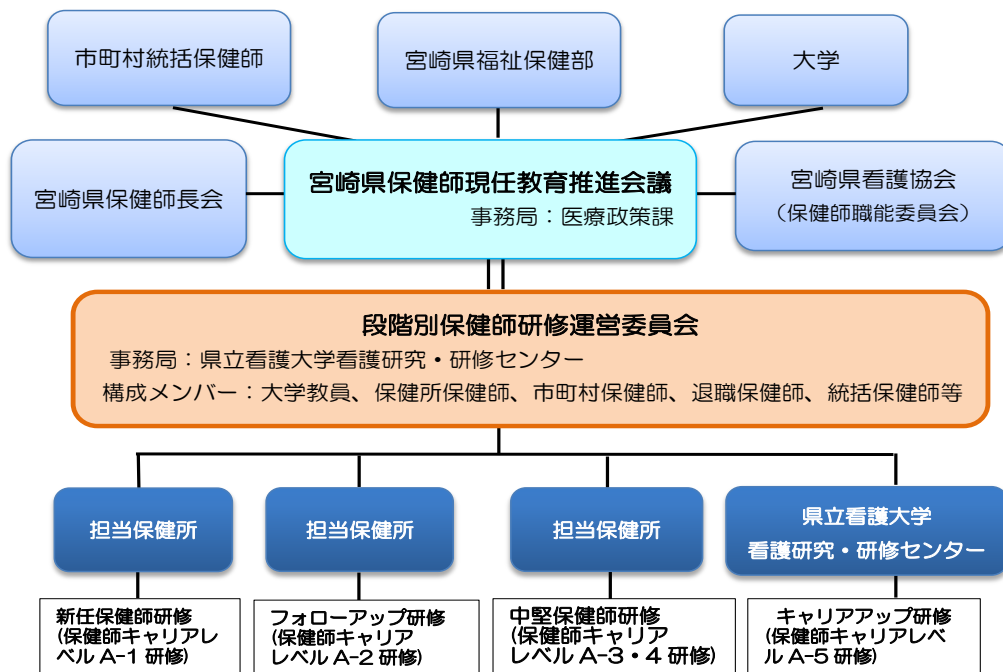 市町村統括保健師
宮崎県福祉保健部
大学
宮崎県保健師長会
宮崎県保健師現任教育推進会議
事務局：医療政策課
宮崎県看護協会
（保健師職能委員会）
段階別保健師研修運営委員会
事務局：県立看護大学看護研究・研修センター
構成メンバー：大学教員、保健所保健師、市町村保健師、退職保健師、統括保健師等
担当保健所
担当保健所
担当保健所
県立看護大学
看護研究・研修センター
新任保健師研修
(保健師キャリアレ
ベル A-1 研修)
フォローアップ研修
(保健師キャリア
レベル A-2 研修)
中堅保健師研修
(保健師キャリア
レベル A-3・4 研修)
キャリアアップ研修
(保健師キャリアレベ
ル A-5 研修)